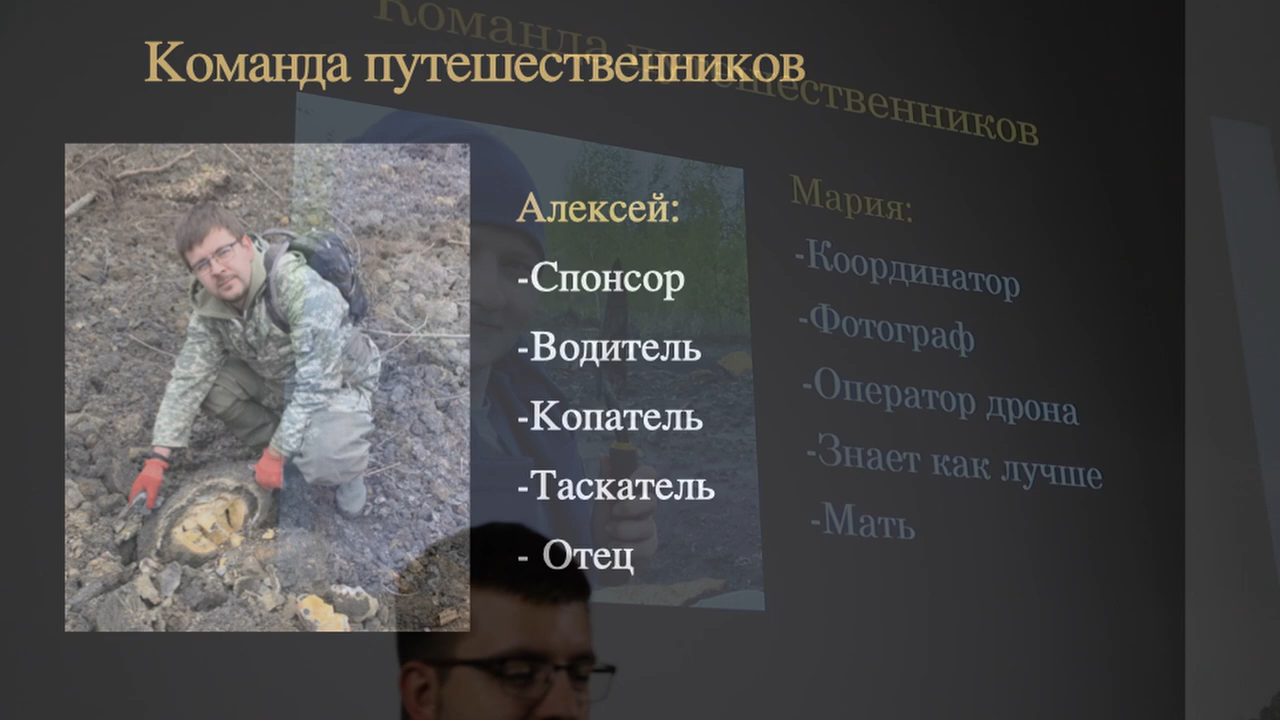 Команда путешественников
Алексей:
-Спонсор
-Водитель
-Копатель
-Таскатель
- Отец
Команда путешественников
Мария:
-Координатор
-Фотограф
-Оператор дрона
-Знает как лучше
-Мать